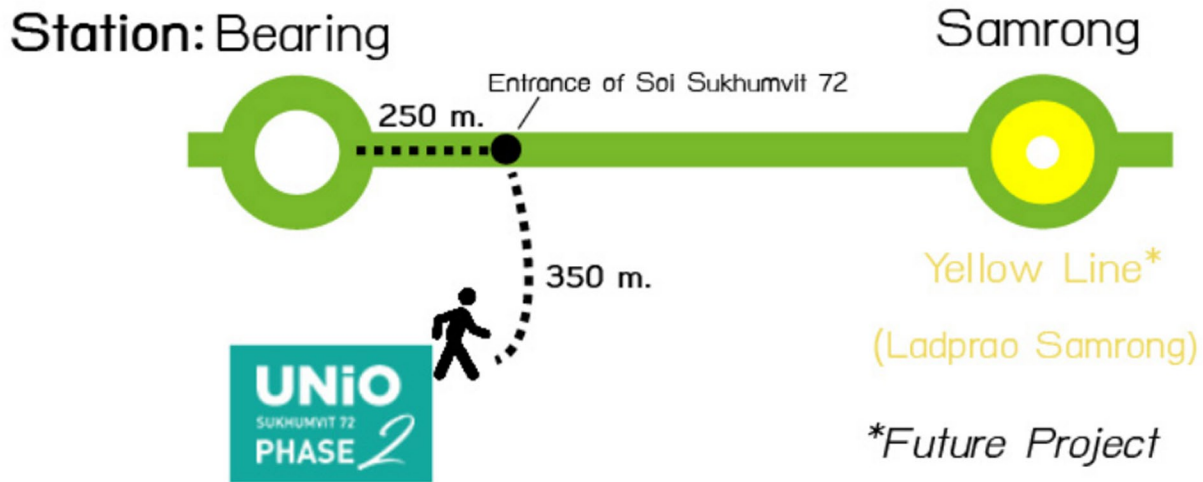 Station: Bearing
Samrong
Entrance of Soi Sukhumvit 72
250 m.
350 m.
Yellow Line*
(Ladprao Samrong)
UNiO
SUKHUMVIT 72
PHASE 2
*Future Project